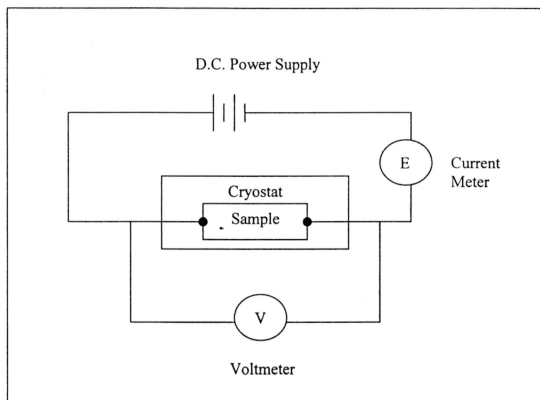 D.C. Power Supply
E
Current
Meter
Cryostat
Sample
V
Voltmeter